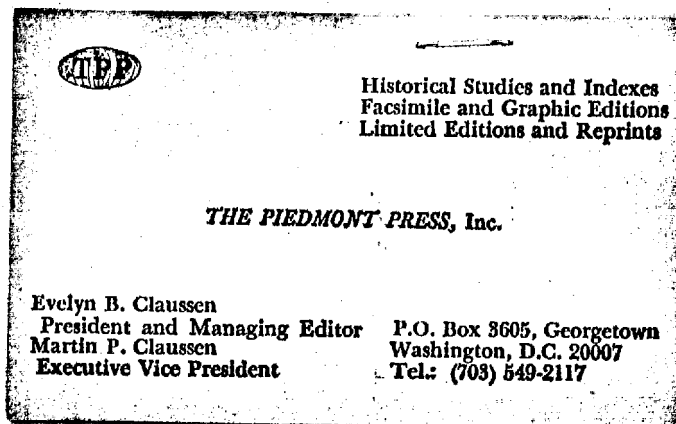 TPP
Historical Studies and Indexes
Facsimile and Graphic Editions
Limited Editions and Reprints
THE PIEDMONT PRESS, Inc.
Evelyn B. Claussen
President and Managing Editor
Martin P. Claussen
Executive Vice President
P.O. Box 3605, Georgetown
Washington, D.C. 20007
Tel.: (703) 549-2117